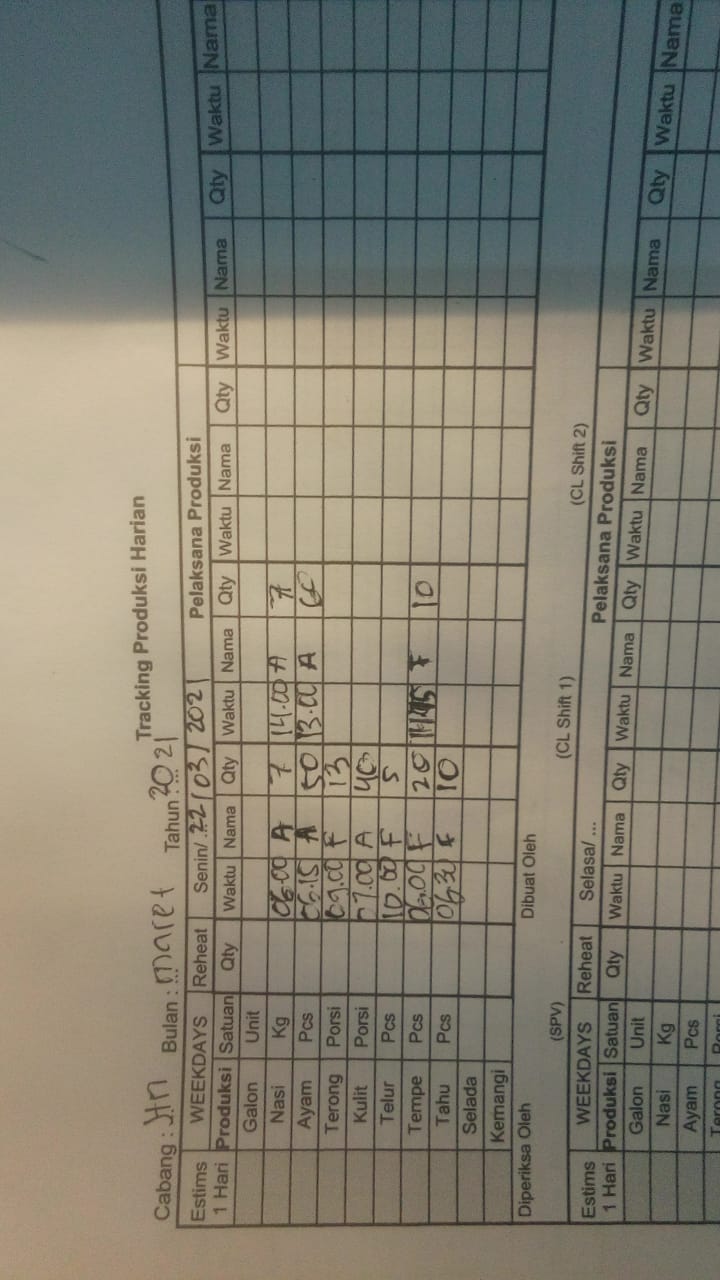 Tracking Produksi Harian
Cabang : Bulan : maret Tahun : 2021
Estims WEEKDAYS Reheat Senin/ 22/03/2021 Pelaksana Produksi
1 Hari Produksi Satuan Qty Waktu Nama Qty Waktu Nama Qty Waktu Nama Qty Waktu Nama Qty Waktu Nama
Galon Unit
Nasi Kg 06.00 A 7 14.00 A 7
Ayam Pcs 06.15 A 50 13.00 A 60
Terong Porsi 09.00 F 13
Kulit Porsi 07.00 A 40
Telur Pcs 10.00 F 5
Tempe Pcs 06.00 F 20 F 10
Tahu Pcs 06.30 F 10
Selada
Kemangi
Diperiksa Oleh Dibuat Oleh
(SPV) (CL Shift 1) (CL Shift 2)
Estims WEEKDAYS Reheat Selasa/ ... Pelaksana Produksi
1 Hari Produksi Satuan Qty Waktu Nama Qty Waktu Nama Qty Waktu Nama Qty Waktu Nama Qty Waktu Nama
Galon Unit
Nasi Kg
Ayam Pcs
Terong Porsi